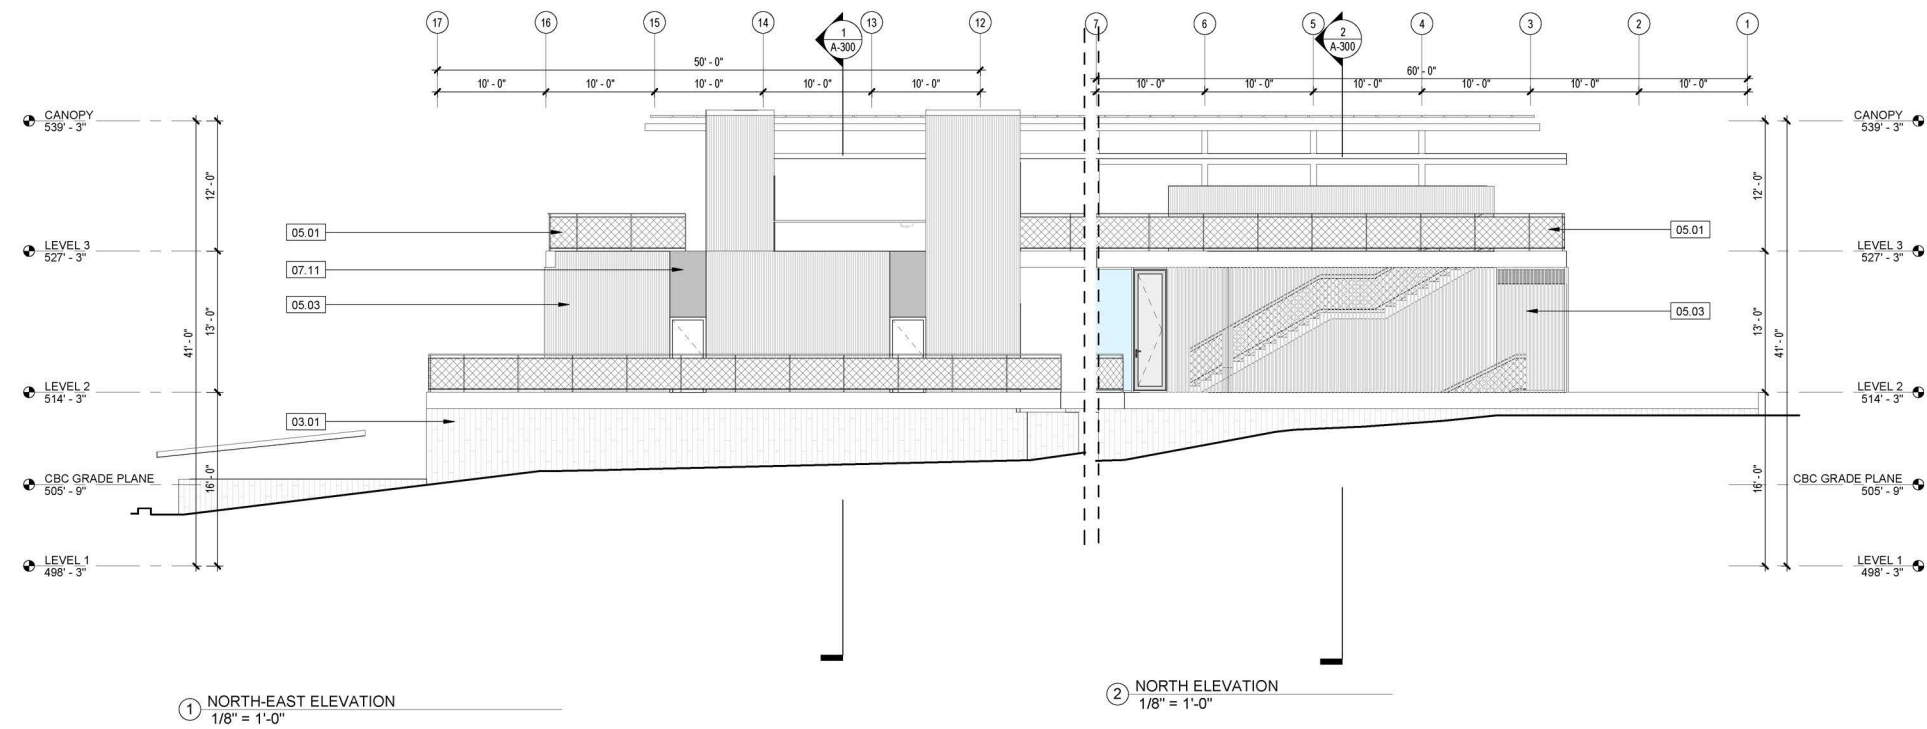 17 16 15 14 13 12 7 6 5 4 3 2 1
1
A-300
2
A-300
50' - 0"
60' - 0"
10' - 0" 10' - 0" 10' - 0" 10' - 0" 10' - 0" 10' - 0" 10' - 0" 10' - 0" 10' - 0" 10' - 0" 10' - 0"
CANOPY
539' - 3"
CANOPY
539' - 3"
12' - 0"
12' - 0"
05.01
05.01
LEVEL 3
527' - 3"
LEVEL 3
527' - 3"
07.11
05.03
05.03
13' - 0"
13' - 0"
41' - 0"
41' - 0"
LEVEL 2
514' - 3"
LEVEL 2
514' - 3"
03.01
CBC GRADE PLANE
505' - 9"
CBC GRADE PLANE
505' - 9"
16' - 0"
16' - 0"
LEVEL 1
498' - 3"
LEVEL 1
498' - 3"
1 NORTH-EAST ELEVATION
1/8" = 1'-0"
2 NORTH ELEVATION
1/8" = 1'-0"